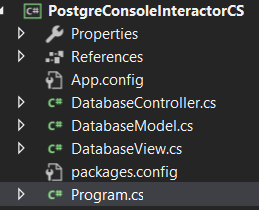 C# PostgreConsoleInteractorCS
Properties
References
App.config
C# DatabaseController.cs
C# DatabaseModel.cs
C# DatabaseView.cs
packages.config
C# Program.cs